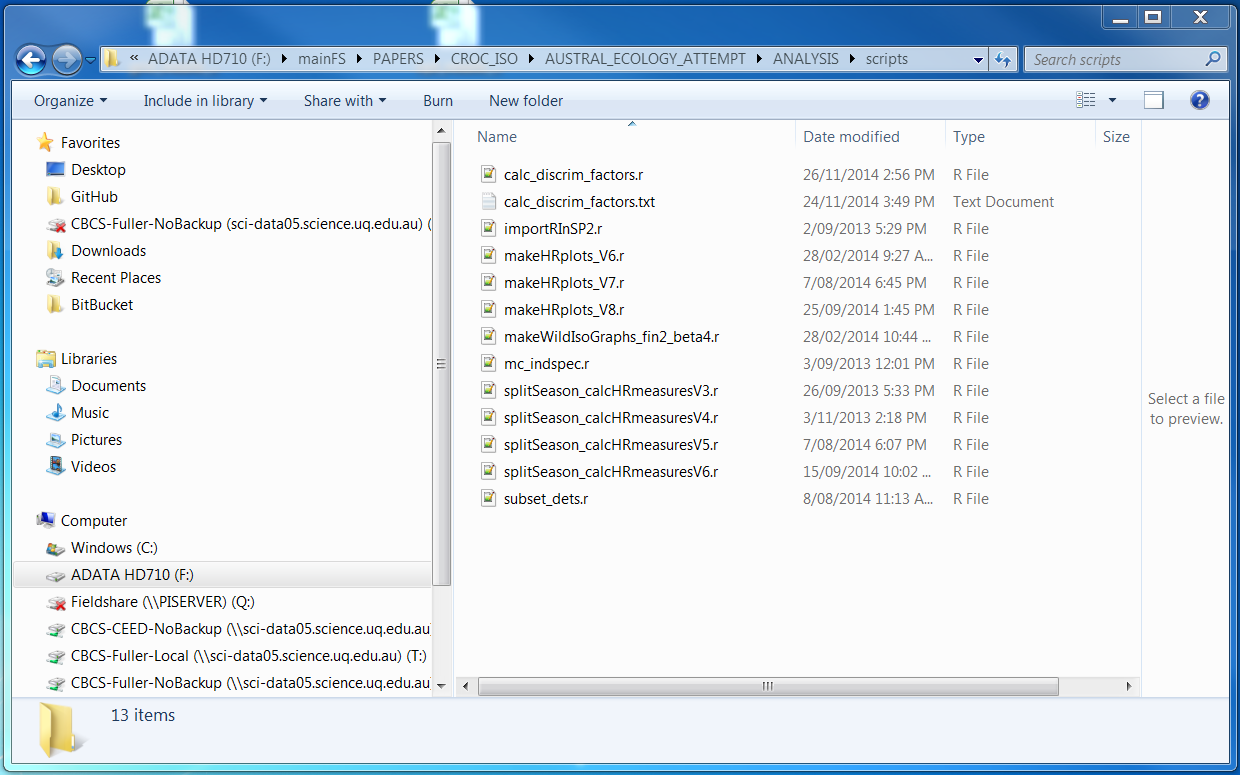 « ADATA HD710 (F:) ▸ mainFS ▸ PAPERS ▸ CROC_ISO ▸ AUSTRAL_ECOLOGY_ATTEMPT ▸ ANALYSIS ▸ scripts Search scripts
Organize Include in library Share with Burn New folder
Name Date modified Type Size
Favorites
Desktop
GitHub
CBCS-Fuller-NoBackup (sci-data05.science.uq.edu.au) (
Downloads
Recent Places
BitBucket
Libraries
Documents
Music
Pictures
Videos
Computer
Windows (C:)
ADATA HD710 (F:)
Fieldshare (\\PISERVER) (Q:)
CBCS-CEED-NoBackup (\\sci-data05.science.uq.edu.au
CBCS-Fuller-Local (\\sci-data05.science.uq.edu.au) (T:)
CBCS-Fuller-NoBackup (\\sci-data05.science.uq.edu.au
calc_discrim_factors.r 26/11/2014 2:56 PM R File
calc_discrim_factors.txt 24/11/2014 3:49 PM Text Document
importRInSP2.r 2/09/2013 5:29 PM R File
makeHRplots_V6.r 28/02/2014 9:27 A... R File
makeHRplots_V7.r 7/08/2014 6:45 PM R File
makeHRplots_V8.r 25/09/2014 1:45 PM R File
makeWildIsoGraphs_fin2_beta4.r 28/02/2014 10:44 ... R File
mc_indspec.r 3/09/2013 12:01 PM R File
splitSeason_calcHRmeasuresV3.r 26/09/2013 5:33 PM R File
splitSeason_calcHRmeasuresV4.r 3/11/2013 2:18 PM R File
splitSeason_calcHRmeasuresV5.r 7/08/2014 6:07 PM R File
splitSeason_calcHRmeasuresV6.r 15/09/2014 10:02 ... R File
subset_dets.r 8/08/2014 11:13 A... R File
Select a file
to preview.
13 items